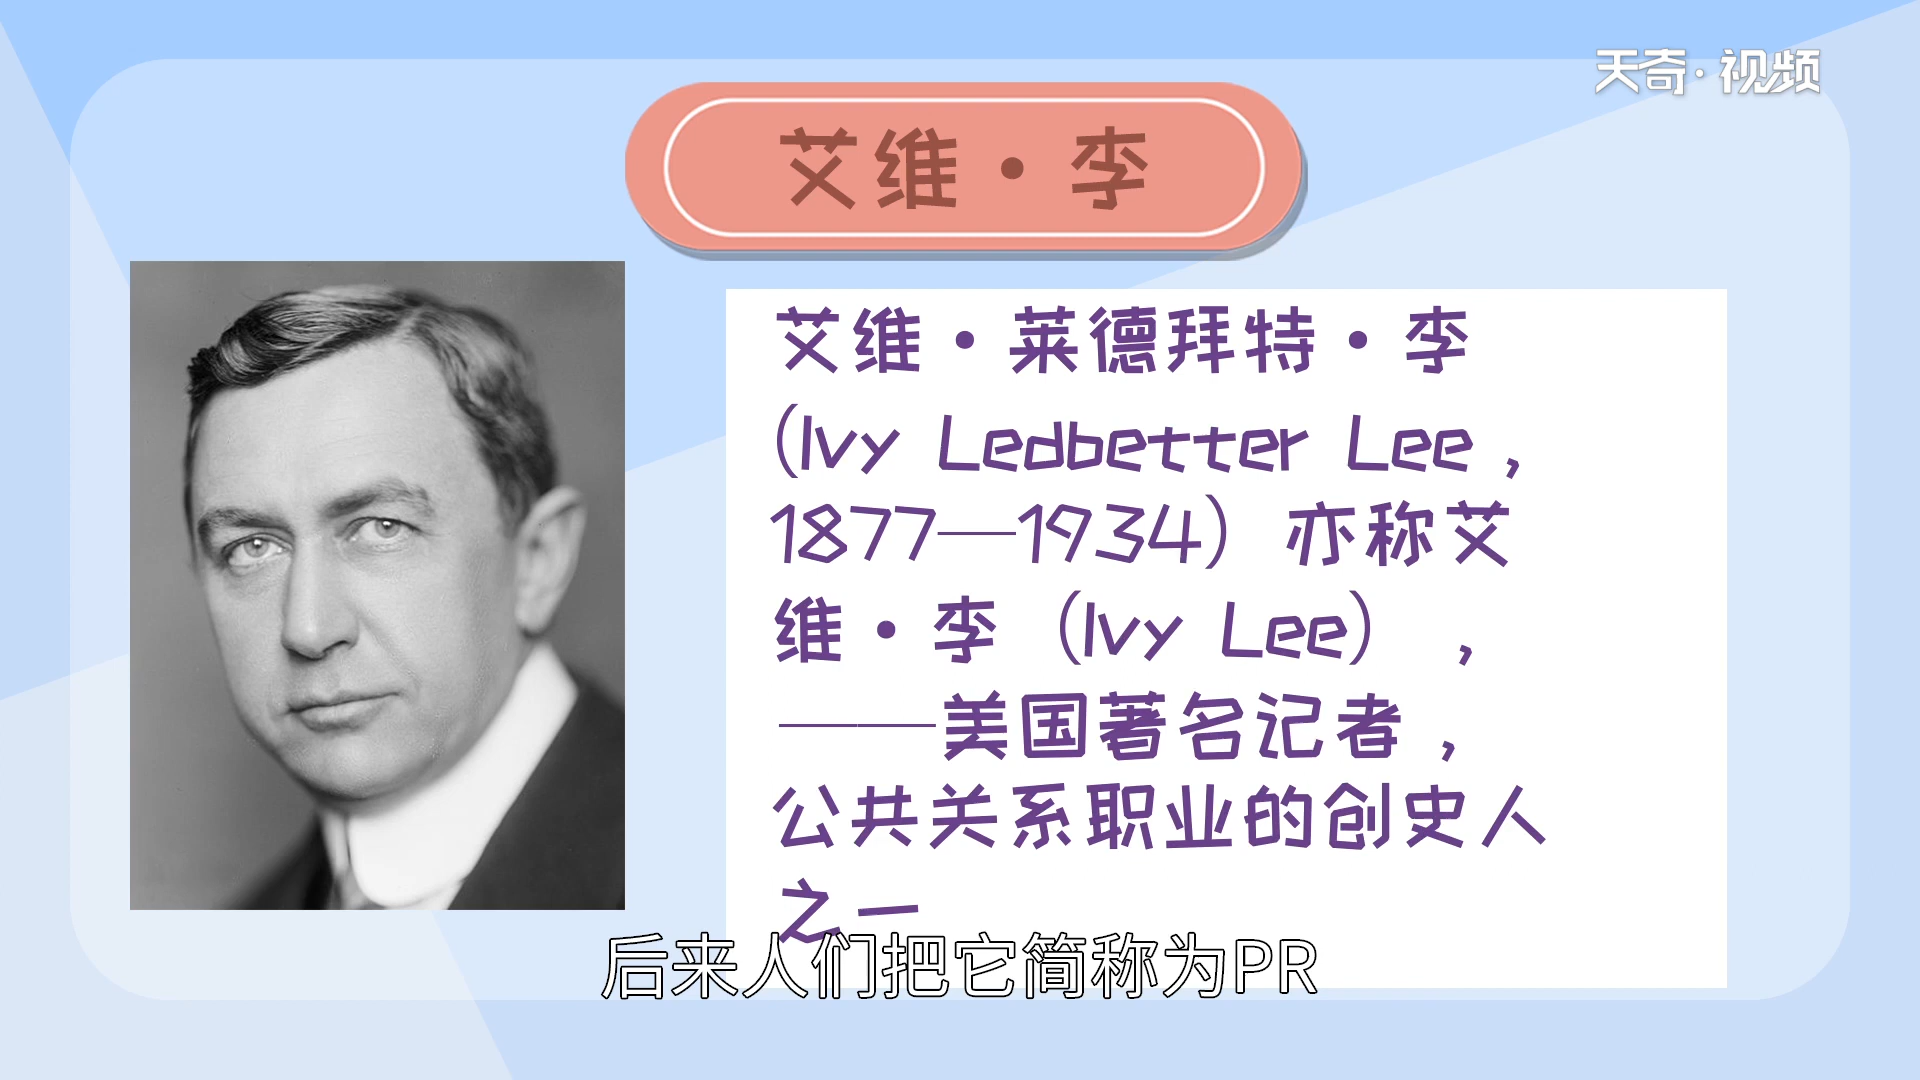 天奇·视频
艾维·李
艾维·莱德拜特·李
(Ivy Ledbetter Lee，
1877—1934）亦称艾
维·李（Ivy Lee），
——美国著名记者，
公共关系职业的创史人
之一
后来人们把它简称为PR